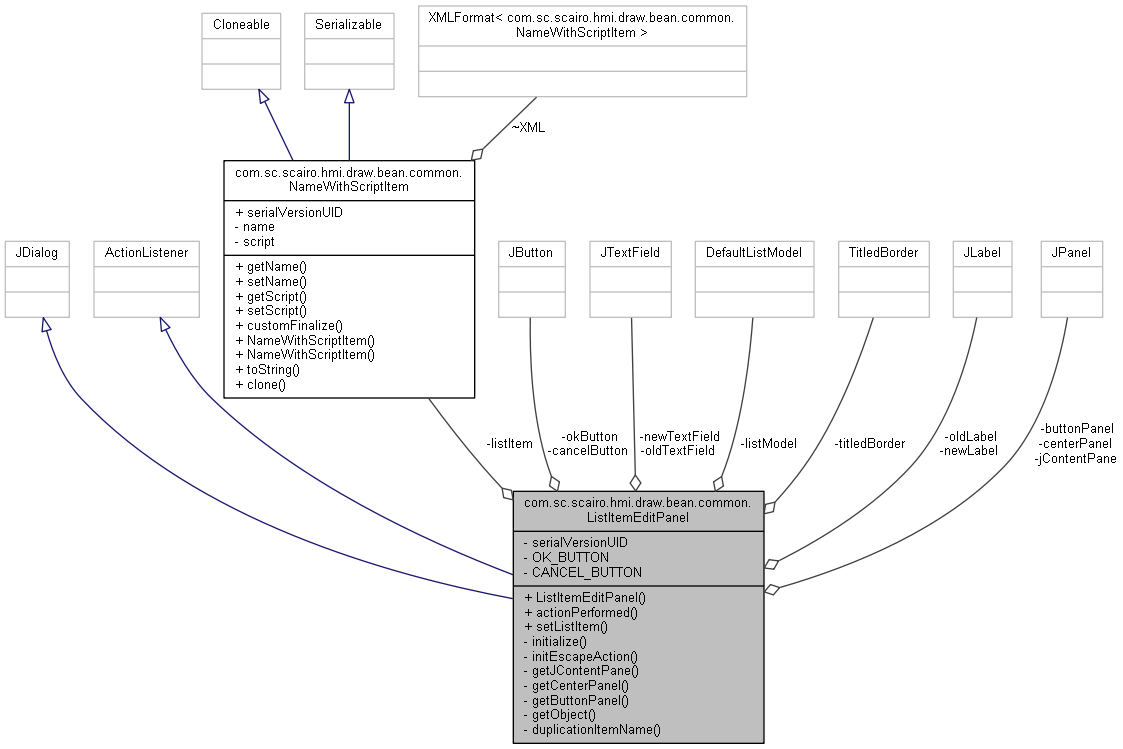 Cloneable
Serializable
XMLFormat< com.sc.scairo.hmi.draw.bean.common.
NameWithScriptItem >
~XML
com.sc.scairo.hmi.draw.bean.common.
NameWithScriptItem
+ serialVersionUID
- name
- script
+ getName()
+ setName()
+ getScript()
+ setScript()
+ customFinalize()
+ NameWithScriptItem()
+ NameWithScriptItem()
+ toString()
+ clone()
JDialog
ActionListener
JButton
JTextField
DefaultListModel
TitledBorder
JLabel
JPanel
-listItem
-okButton
-cancelButton
-newTextField
-oldTextField
-listModel
-titledBorder
-oldLabel
-newLabel
-buttonPanel
-centerPanel
-jContentPane
com.sc.scairo.hmi.draw.bean.common.
ListItemEditPanel
- serialVersionUID
- OK_BUTTON
- CANCEL_BUTTON
+ ListItemEditPanel()
+ actionPerformed()
+ setListItem()
- initialize()
- initEscapeAction()
- getJContentPane()
- getCenterPanel()
- getButtonPanel()
- getObject()
- duplicationItemName()